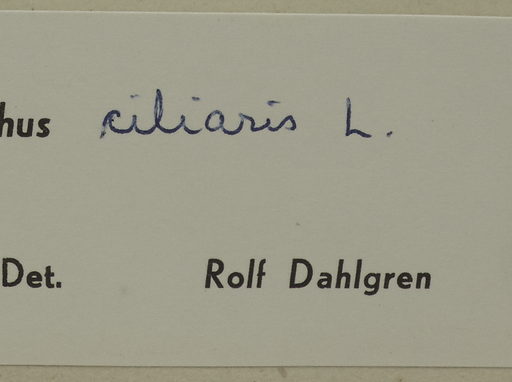 hus ciliaris L.
Det. Rolf Dahlgren